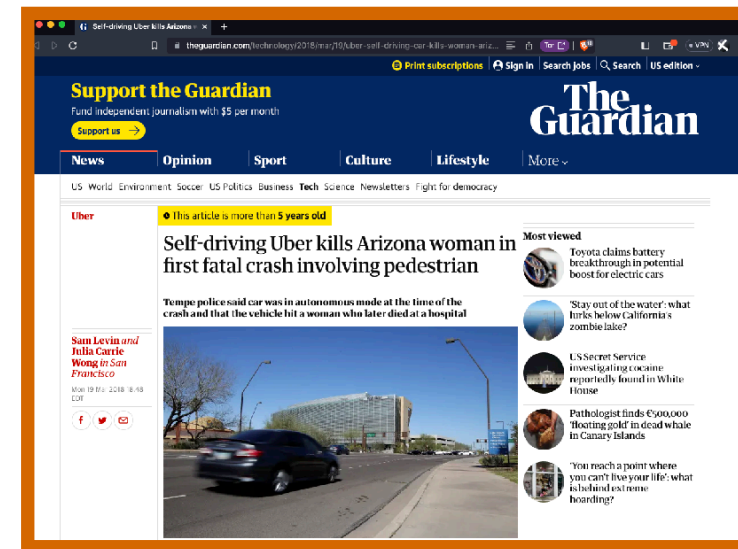 Self-driving Uber kills Arizona
theguardian.com/technology/2018/mar/19/uber-self-driving-car-kills-woman-ariz...
Tor
VPN
Print subscriptions
Sign in
Search jobs
Search
US edition
Support the Guardian
Fund independent journalism with $5 per month
Support us
The
Guardian
News
Opinion
Sport
Culture
Lifestyle
More
US World Environment Soccer US Politics Business Tech Science Newsletters Fight for democracy
Uber
This article is more than 5 years old
Self-driving Uber kills Arizona woman in
first fatal crash involving pedestrian
Tempe police said car was in autonomous mode at the time of the
crash and that the vehicle hit a woman who later died at a hospital
Sam Levin and
Julia Carrie
Wong in San
Francisco
Mon 19 Mar 2018 18.48
EDT
Most viewed
Toyota claims battery
breakthrough in potential
boost for electric cars
'Stay out of the water': what
lurks below California's
zombie lake?
US Secret Service
investigating cocaine
reportedly found in White
House
Pathologist finds €500,000
'floating gold' in dead whale
in Canary Islands
'You reach a point where
you can't live your life': what
is behind extreme
hoarding?